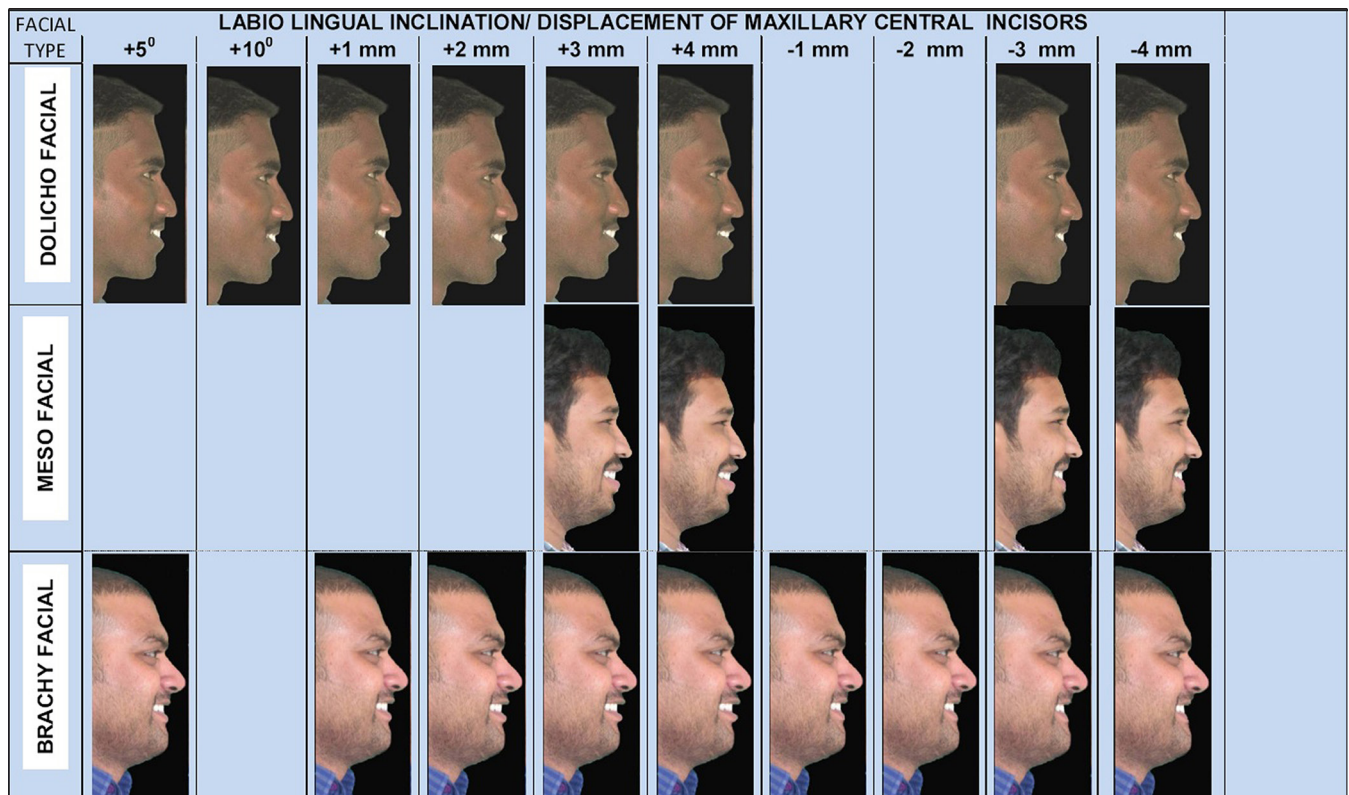 FACIAL TYPE
LABIO LINGUAL INCLINATION/ DISPLACEMENT OF MAXILLARY CENTRAL INCISORS
+5⁰ +10⁰ +1 mm +2 mm +3 mm +4 mm -1 mm -2 mm -3 mm -4 mm
DOLICHO FACIAL
MESO FACIAL
BRACHY FACIAL